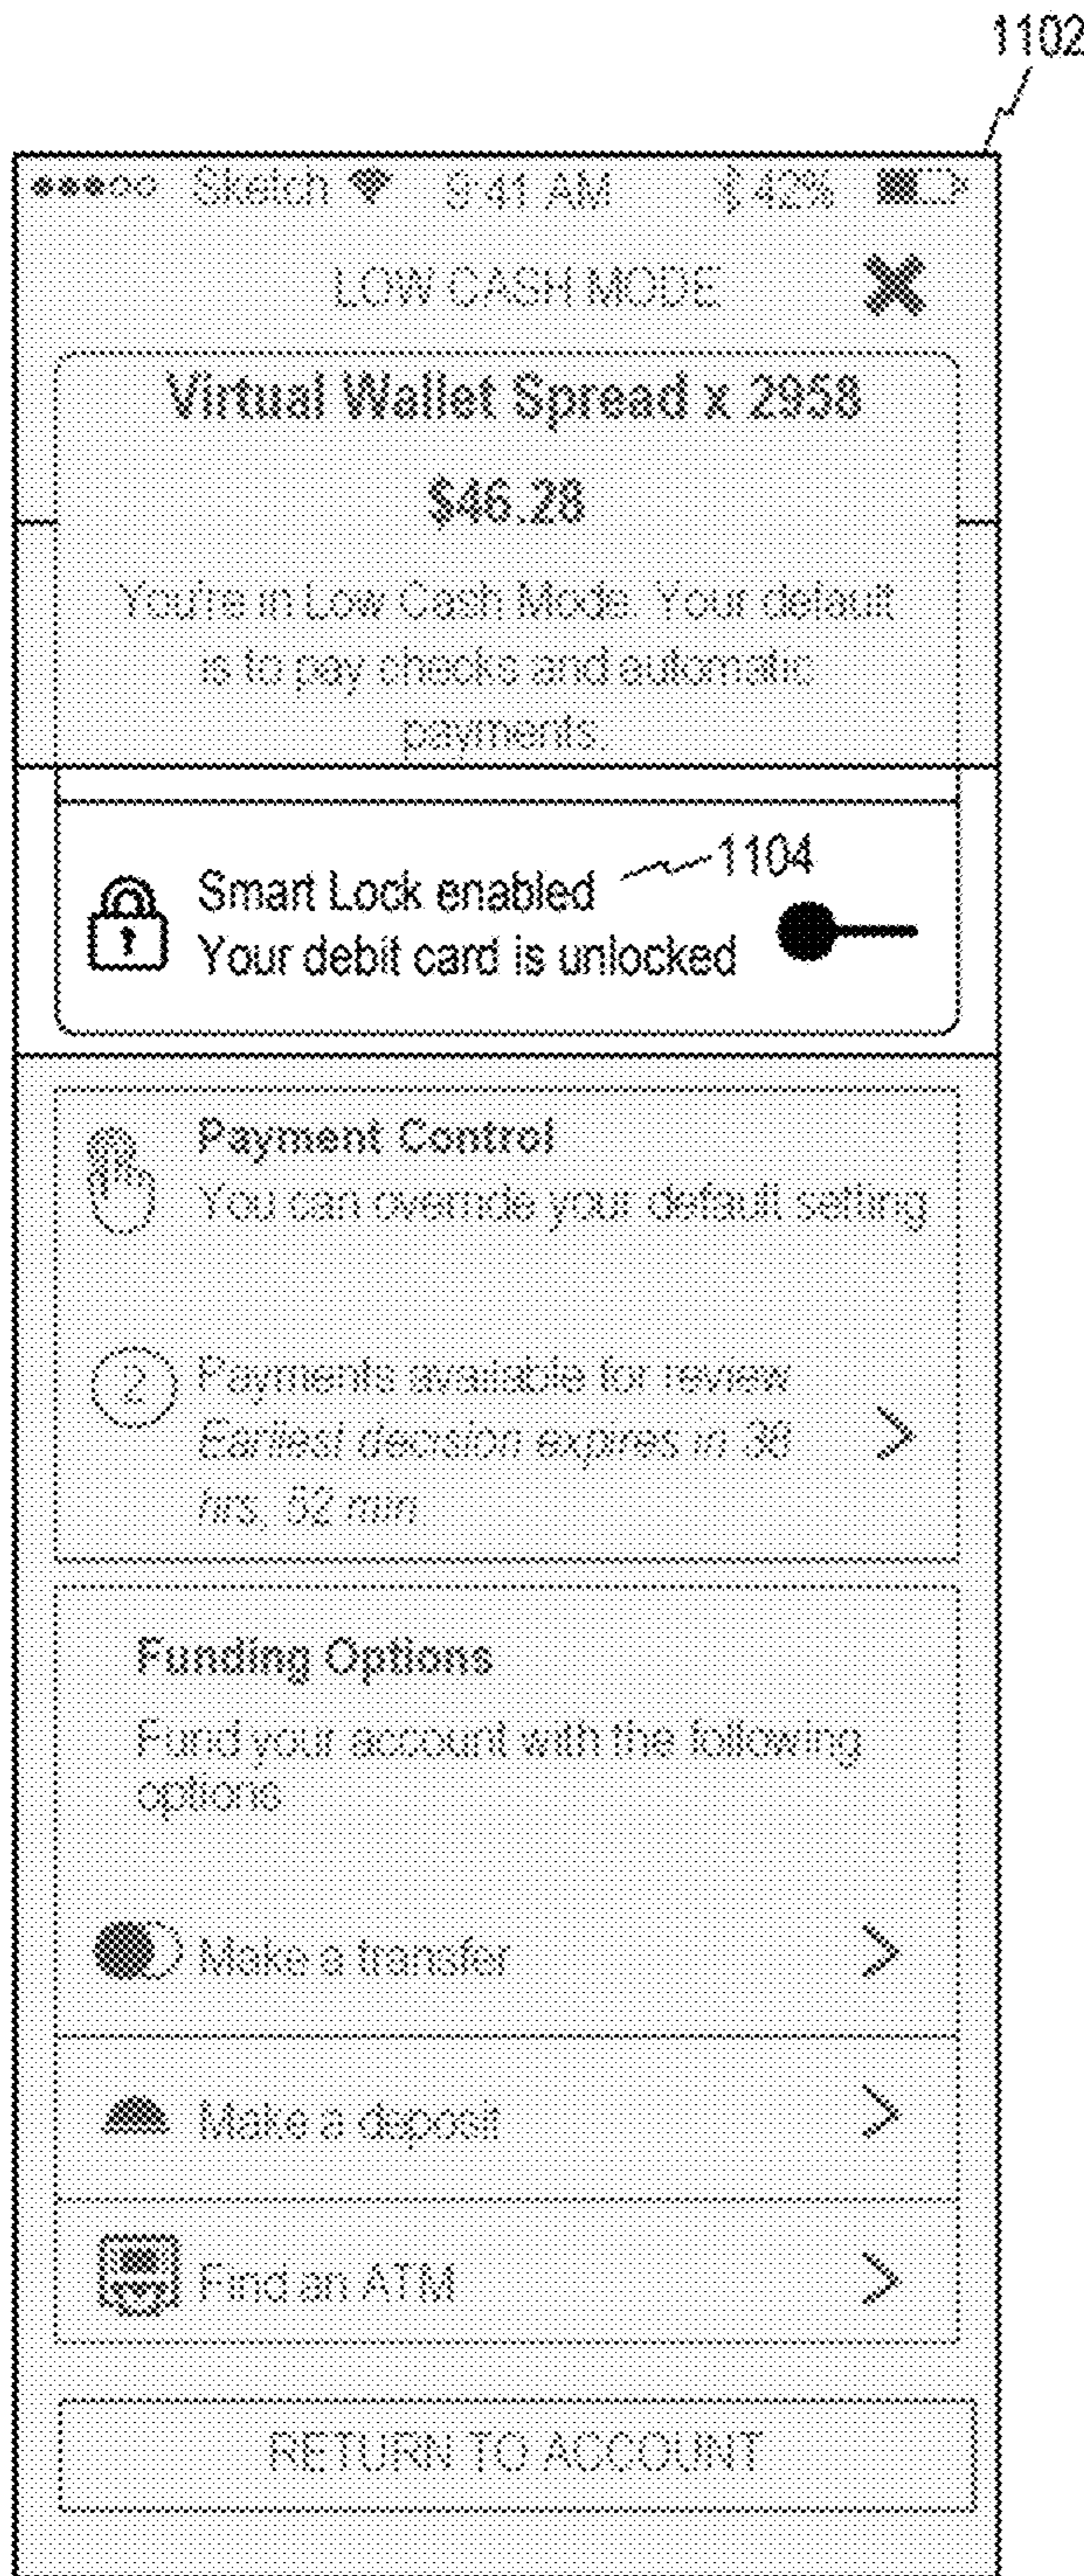 1102
Sketch 9:41 AM 42%
LOW CASH MODE
Virtual Wallet Spread x 2958
$46.28
You're in Low Cash Mode. Your default
is to pay checks and automatic
payments.
1104
Smart Lock enabled
Your debit card is unlocked
Payment Control
You can override your default setting
2 Payments available for review
Earliest decision expires in 38
hrs, 52 min
Funding Options
Fund your account with the following
options
Make a transfer
Make a deposit
Find an ATM
RETURN TO ACCOUNT